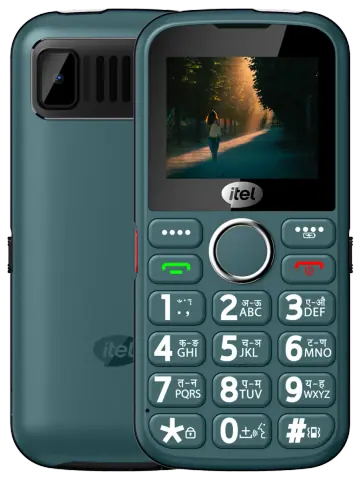 itel
itel
1 . ,
2 अ-ऊ ABC
3 ए-औ DEF
4 क-ङ GHI
5 च-ञ JKL
6 ट-ण MNO
7 त-न PQRS
8 प-म TUV
9 य-ह WXYZ
*
0
#